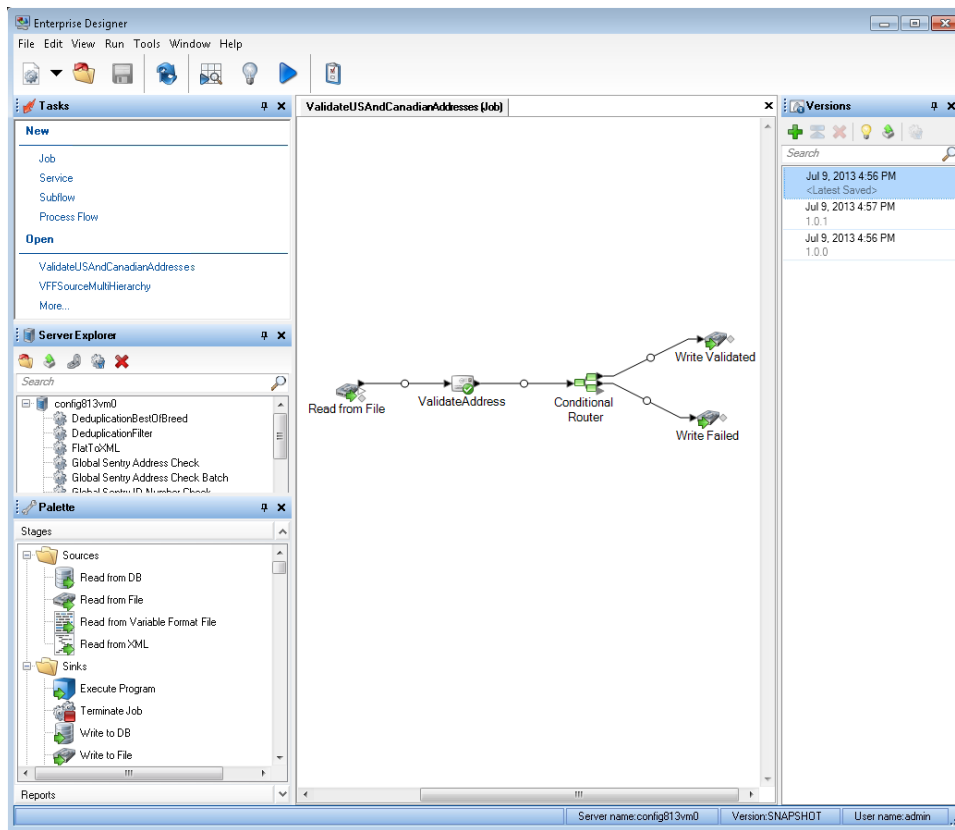 Enterprise Designer
File Edit View Run Tools Window Help
Tasks
New
Job
Service
Subflow
Process Flow
Open
ValidateUSAndCanadianAddresses
VFFSourceMultiHierarchy
More...
Server Explorer
Search
config813vm0
DeduplicationBestOfBreed
DeduplicationFilter
FlatToXML
Global Sentry Address Check
Global Sentry Address Check Batch
Global Sentry ID Number Check
Palette
Stages
Sources
Read from DB
Read from File
Read from Variable Format File
Read from XML
Sinks
Execute Program
Terminate Job
Write to DB
Write to File
Reports
ValidateUSAndCanadianAddresses (Job)
Read from File
ValidateAddress
Conditional
Router
Write Validated
Write Failed
Versions
Search
Jul 9, 2013 4:56 PM
<Latest Saved>
Jul 9, 2013 4:57 PM
1.0.1
Jul 9, 2013 4:56 PM
1.0.0
Server name:config813vm0 Version:SNAPSHOT User name:admin